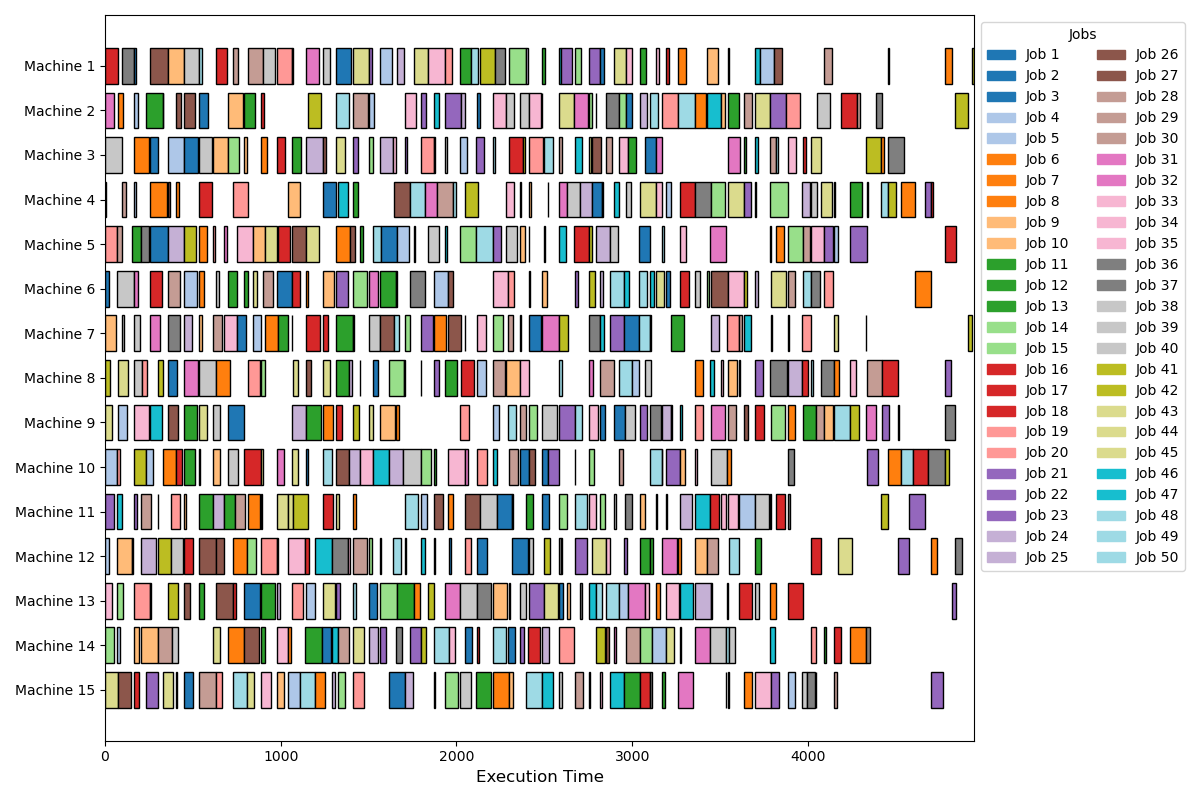 Machine 1
Machine 2
Machine 3
Machine 4
Machine 5
Machine 6
Machine 7
Machine 8
Machine 9
Machine 10
Machine 11
Machine 12
Machine 13
Machine 14
Machine 15
0 1000 2000 3000 4000
Execution Time
Jobs
Job 1
Job 2
Job 3
Job 4
Job 5
Job 6
Job 7
Job 8
Job 9
Job 10
Job 11
Job 12
Job 13
Job 14
Job 15
Job 16
Job 17
Job 18
Job 19
Job 20
Job 21
Job 22
Job 23
Job 24
Job 25
Job 26
Job 27
Job 28
Job 29
Job 30
Job 31
Job 32
Job 33
Job 34
Job 35
Job 36
Job 37
Job 38
Job 39
Job 40
Job 41
Job 42
Job 43
Job 44
Job 45
Job 46
Job 47
Job 48
Job 49
Job 50